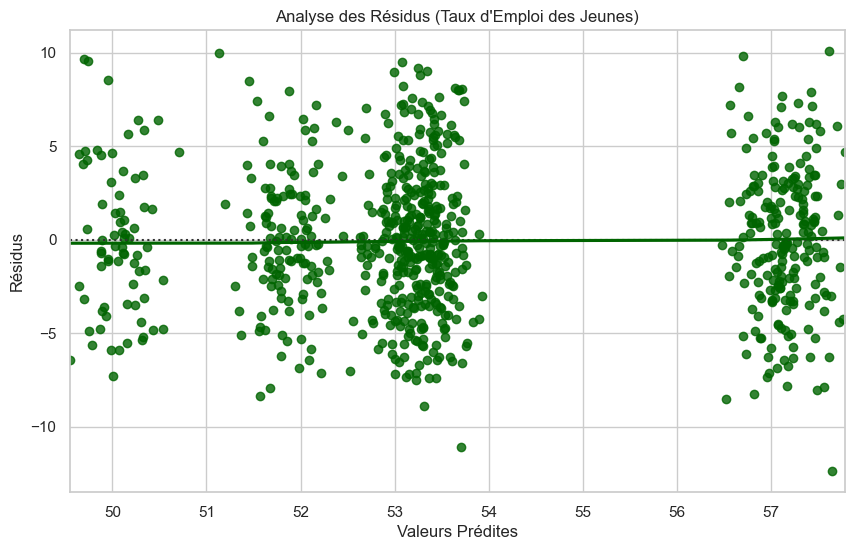 Analyse des Résidus (Taux d'Emploi des Jeunes)
10
5
0
−5
−10
Résidus
50 51 52 53 54 55 56 57
Valeurs Prédites